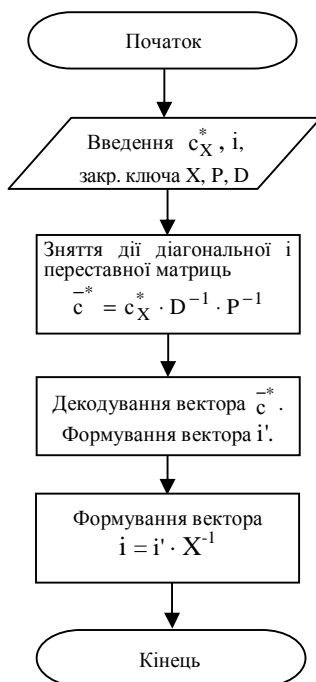 Початок
Введення c*X , i,
закр. ключа X, P, D
Зняття дії діагональної і
переставної матриць
c̄* = c*X · D⁻¹ · P⁻¹
Декодування вектора c̄* .
Формування вектора i'.
Формування вектора
i = i' · X⁻¹
Кінець